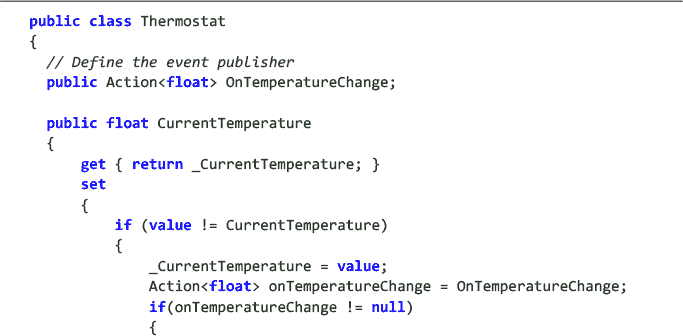 public class Thermostat
{
// Define the event publisher
public Action<float> OnTemperatureChange;
public float CurrentTemperature
{
get { return _CurrentTemperature; }
set
{
if (value != CurrentTemperature)
{
_CurrentTemperature = value;
Action<float> onTemperatureChange = OnTemperatureChange;
if(onTemperatureChange != null)
{